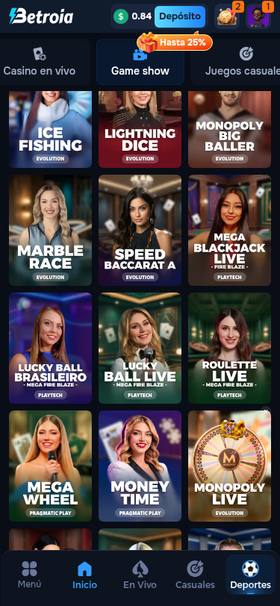 Betroia
$ 0.84
Depósito
2
1
Hasta 25%
Casino en vivo
Game show
Juegos casuale
ICE
FISHING
EVOLUTION
LIGHTNING
DICE
EVOLUTION
MONOPOLY
BIG
BALLER
EVOLUTION
MARBLE
RACE
EVOLUTION
SPEED
BACCARAT A
EVOLUTION
MEGA
BLACKJACK
LIVE
- FIRE BLAZE -
PLAYTECH
LUCKY BALL
BRASILEIRO
- MEGA FIRE BLAZE -
PLAYTECH
LUCKY
BALL LIVE
- MEGA FIRE BLAZE -
PLAYTECH
ROULETTE
LIVE
- MEGA FIRE BLAZE -
PLAYTECH
MEGA
WHEEL
PRAGMATIC PLAY
MONEY
TIME
PRAGMATIC PLAY
M
MONOPOLY
LIVE
EVOLUTION
Menú
Inicio
En Vivo
Casuales
Deportes